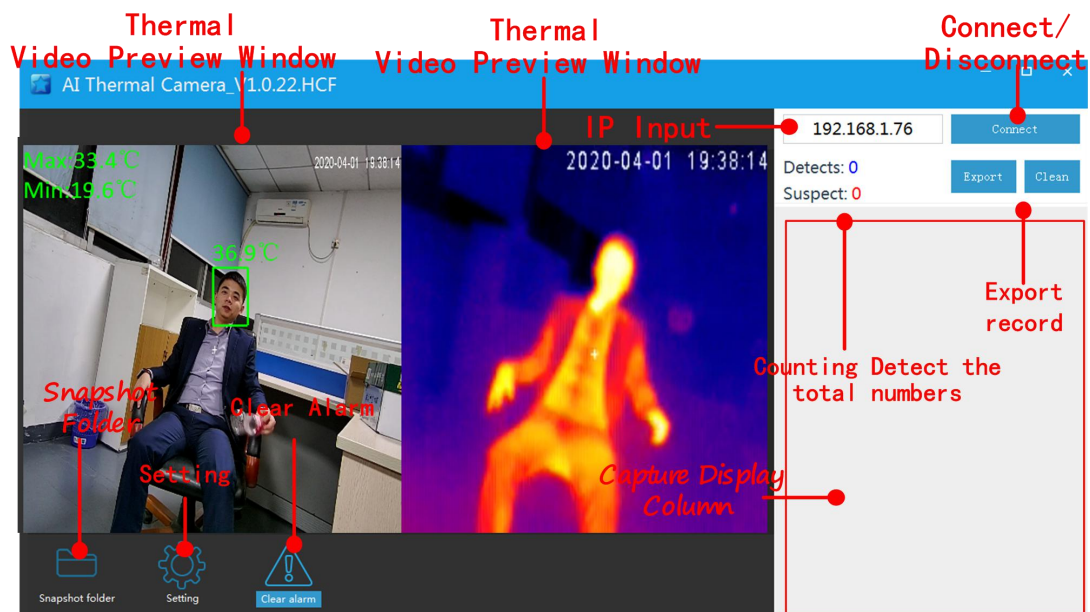 Thermal
Video Preview Window
Thermal
Video Preview Window
Connect/
Disconnect
AI Thermal Camera_V1.0.22.HCF
IP Input
192.168.1.76
Connect
Max:33.4℃
Min:19.6℃
2020-04-01 19:38:14
2020-04-01 19:38:14
Detects: 0
Suspect: 0
Export
Clean
36.9℃
Export
record
Counting Detect the
total numbers
Snapshot
Folder
Clear Alarm
Setting
Capture Display
Column
Snapshot folder
Setting
Clear alarm